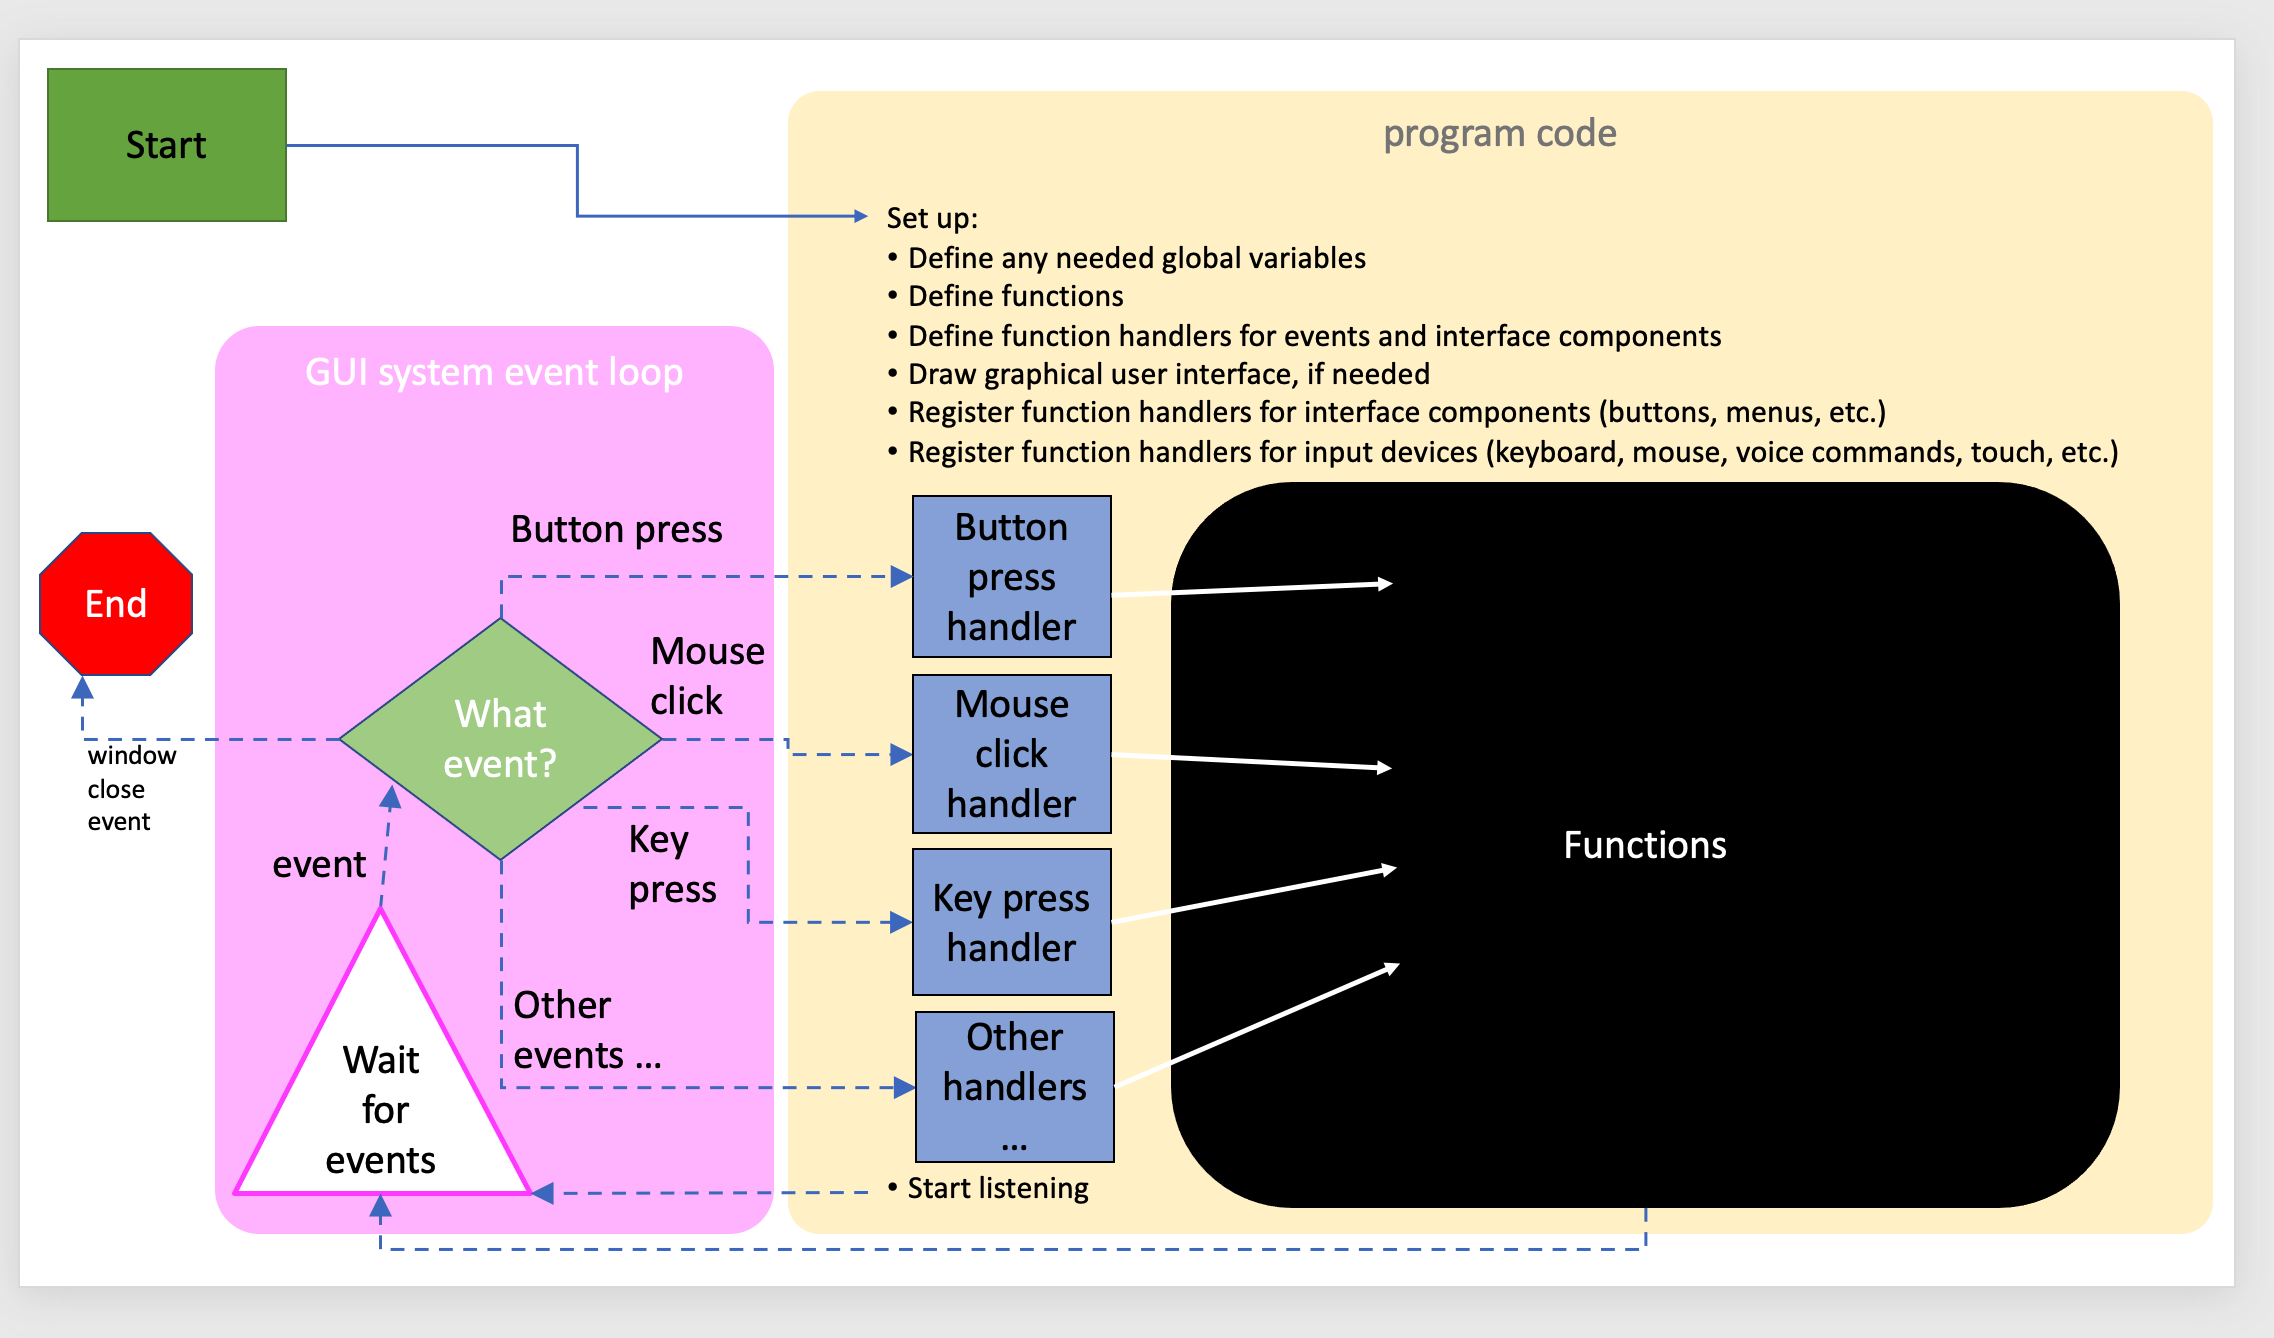 Start
program code
Set up:
• Define any needed global variables
• Define functions
• Define function handlers for events and interface components
• Draw graphical user interface, if needed
• Register function handlers for interface components (buttons, menus, etc.)
• Register function handlers for input devices (keyboard, mouse, voice commands, touch, etc.)
GUI system event loop
Button press
Button
press
handler
End
Mouse
click
What
event?
Mouse
click
handler
window
close
event
event
Key
press
Key press
handler
Functions
Other
events ...
Other
handlers
...
Wait
for
events
• Start listening